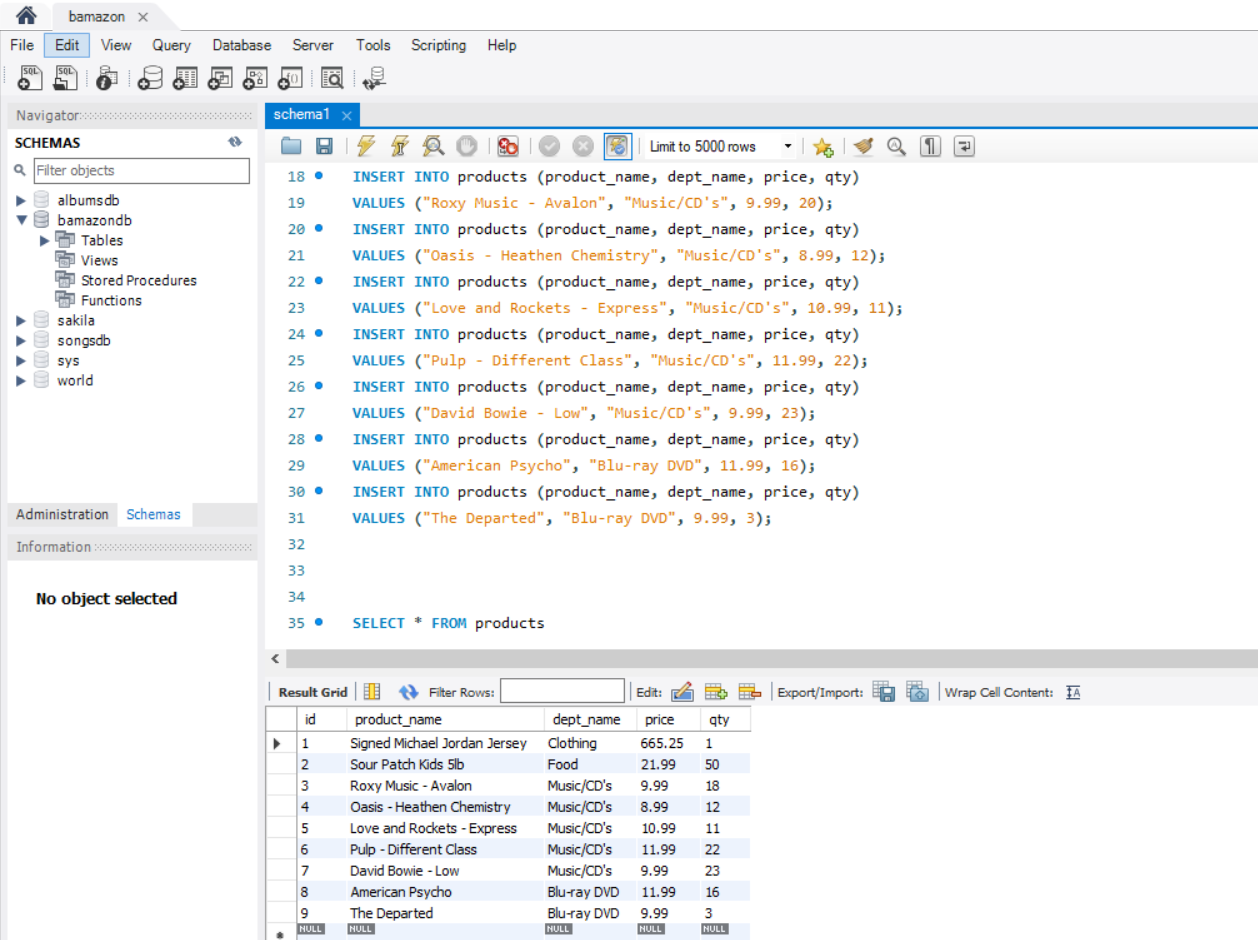 bamazon
File Edit View Query Database Server Tools Scripting Help
Navigator
SCHEMAS
Filter objects
albumsdb
bamazondb
Tables
Views
Stored Procedures
Functions
sakila
songsdb
sys
world
Administration Schemas
Information
No object selected
schema1
Limit to 5000 rows
18 INSERT INTO products (product_name, dept_name, price, qty)
19 VALUES ("Roxy Music - Avalon", "Music/CD's", 9.99, 20);
20 INSERT INTO products (product_name, dept_name, price, qty)
21 VALUES ("Oasis - Heathen Chemistry", "Music/CD's", 8.99, 12);
22 INSERT INTO products (product_name, dept_name, price, qty)
23 VALUES ("Love and Rockets - Express", "Music/CD's", 10.99, 11);
24 INSERT INTO products (product_name, dept_name, price, qty)
25 VALUES ("Pulp - Different Class", "Music/CD's", 11.99, 22);
26 INSERT INTO products (product_name, dept_name, price, qty)
27 VALUES ("David Bowie - Low", "Music/CD's", 9.99, 23);
28 INSERT INTO products (product_name, dept_name, price, qty)
29 VALUES ("American Psycho", "Blu-ray DVD", 11.99, 16);
30 INSERT INTO products (product_name, dept_name, price, qty)
31 VALUES ("The Departed", "Blu-ray DVD", 9.99, 3);
32
33
34
35 SELECT * FROM products
Result Grid Filter Rows: Edit: Export/Import: Wrap Cell Content: IA
id product_name dept_name price qty
1 Signed Michael Jordan Jersey Clothing 665.25 1
2 Sour Patch Kids 5lb Food 21.99 50
3 Roxy Music - Avalon Music/CD's 9.99 18
4 Oasis - Heathen Chemistry Music/CD's 8.99 12
5 Love and Rockets - Express Music/CD's 10.99 11
6 Pulp - Different Class Music/CD's 11.99 22
7 David Bowie - Low Music/CD's 9.99 23
8 American Psycho Blu-ray DVD 11.99 16
9 The Departed Blu-ray DVD 9.99 3
NULL NULL NULL NULL NULL